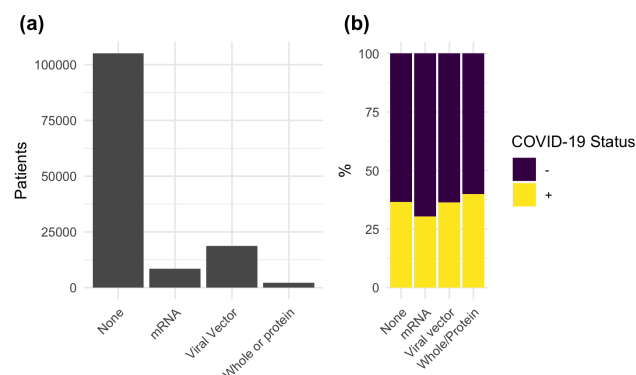 (a)
Patients
100000
75000
50000
25000
0
None
mRNA
Viral Vector
Whole or protein
(b)
%
100
75
50
25
0
None
mRNA
Viral vector
Whole/Protein
COVID-19 Status
-
+